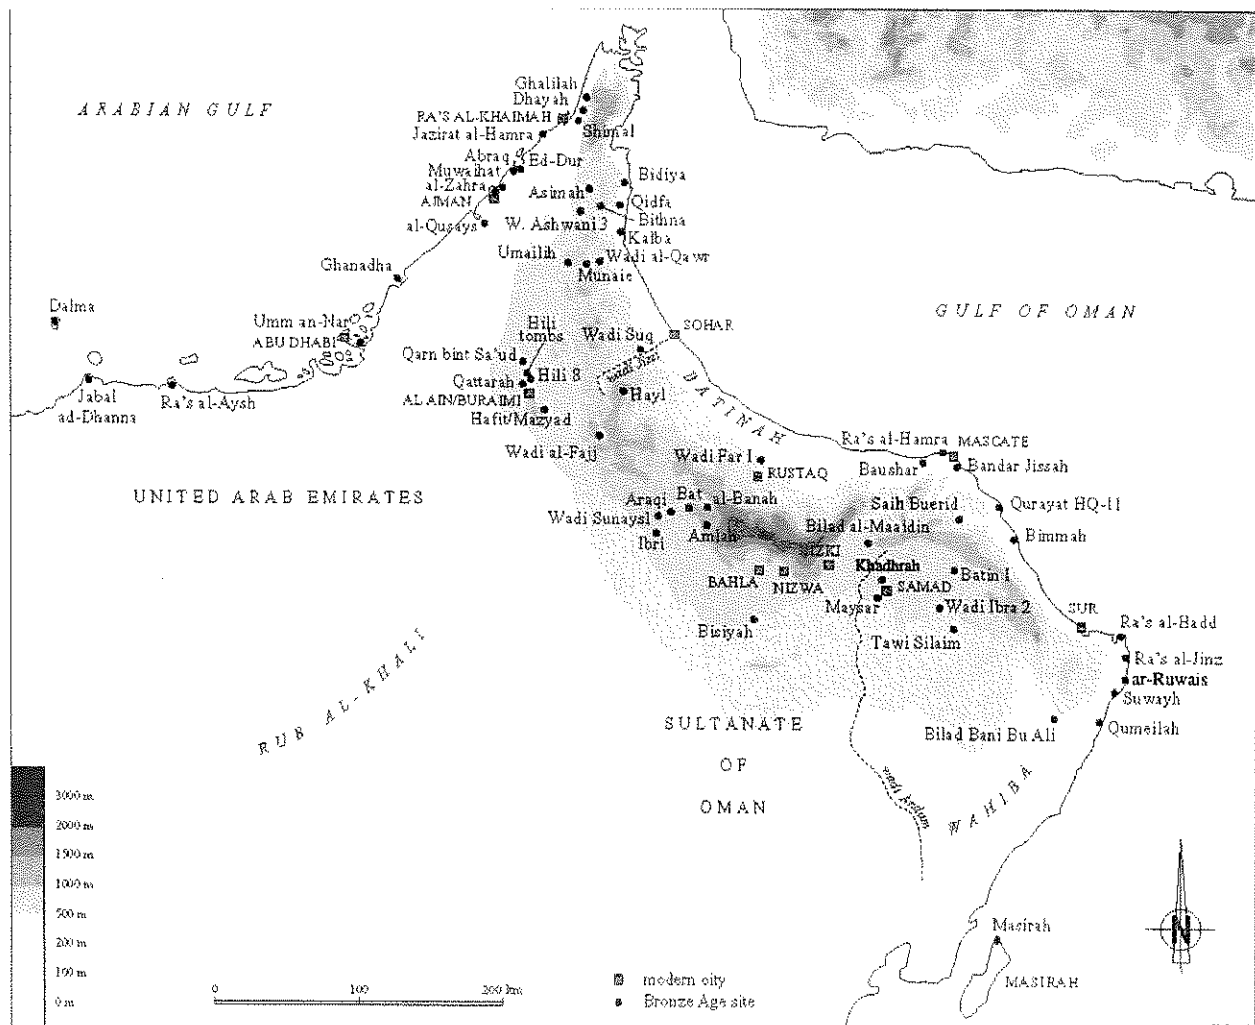 ARABIAN GULF
Ghalilah
Dhayah
RA'S AL-KHAIMAH
Shimal
Jazirat al-Hamra
Abraq
Ed-Dur
Muwaihat
al-Zahra
AJMAN
al-Qusays
Asimah
Bidiya
Qidfa
Bithna
W. Ashwani 3
Kalba
Umailih
Wadi al-Qawr
Munaie
Ghanadha
Dalma
Umm an-Nar
ABU DHABI
Jabal
ad-Dhanna
Ra's al-Aysh
GULF OF OMAN
SOHAR
Wadi Suq
wadi Jizzi
Hili
tombs
Qarn bint Sa'ud
Hili 8
Qattarah
AL AIN/BURAIMI
Hafit/Mazyad
Hayl
BATINAH
Wadi al-Fajj
Ra's al-Hamra
MASCATE
Wadi Far 1
Baushar
Bandar Jissah
RUSTAQ
UNITED ARAB EMIRATES
Araqi
Bat
al-Banah
Wadi Sunaysl
Amlah
Ibri
Saih Buerid
Qurayat HQ-11
Bilad al-Maaidin
Bimmah
IZKI
Khadhrah
BAHLA
NIZWA
SAMAD
Batin 1
Maysar
Wadi Ibra 2
Bisiyah
Tawi Silaim
SUR
Ra's al-Hadd
Ra's al-Jinz
ar-Ruwais
Suwayh
Qumeilah
Bilad Bani Bu Ali
RUB AL-KHALI
SULTANATE
OF
OMAN
wadi Andam
WAHIBA
Masirah
MASIRAH
3000 m
2000 m
1500 m
1000 m
500 m
200 m
100 m
0 m
0 100 200 km
modern city
Bronze Age site
N